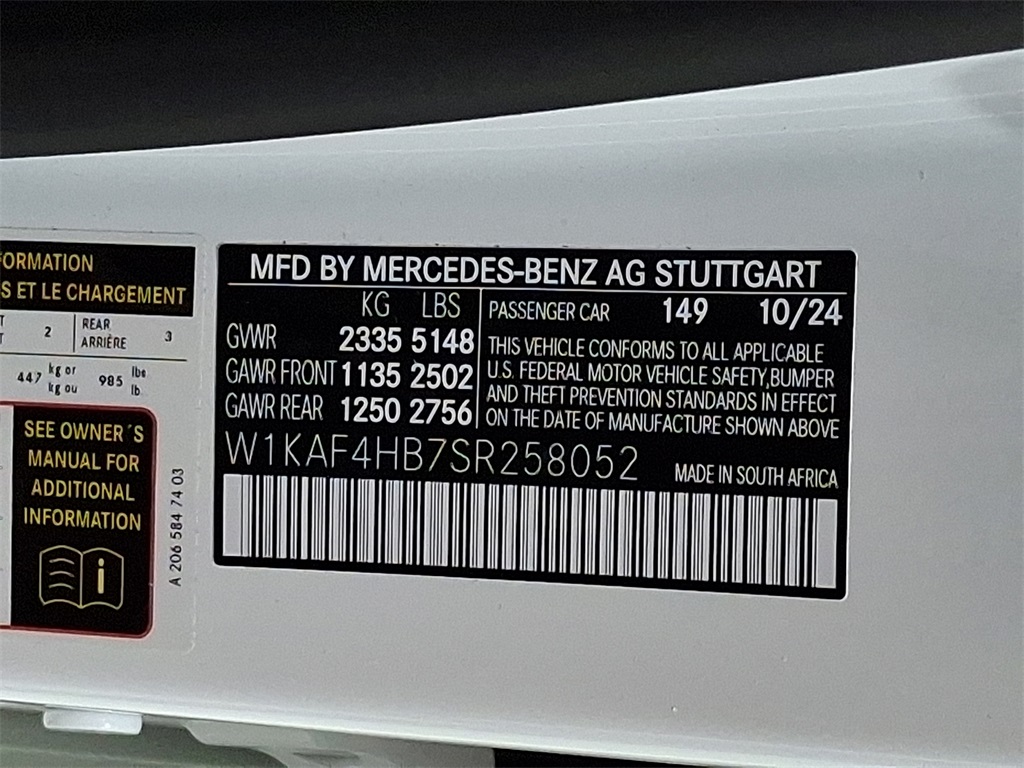 ORMATION
S ET LE CHARGEMENT
T 2 REAR 3
T ARRIÈRE
447 kg or 985 lbs
kg ou lb.
SEE OWNER´S
MANUAL FOR
ADDITIONAL
INFORMATION
i
A 206 584 74 03
MFD BY MERCEDES-BENZ AG STUTTGART
KG LBS
GVWR 2335 5148
GAWR FRONT 1135 2502
GAWR REAR 1250 2756
PASSENGER CAR 149 10/24
THIS VEHICLE CONFORMS TO ALL APPLICABLE
U.S. FEDERAL MOTOR VEHICLE SAFETY,BUMPER
AND THEFT PREVENTION STANDARDS IN EFFECT
ON THE DATE OF MANUFACTURE SHOWN ABOVE
W1KAF4HB7SR258052
MADE IN SOUTH AFRICA